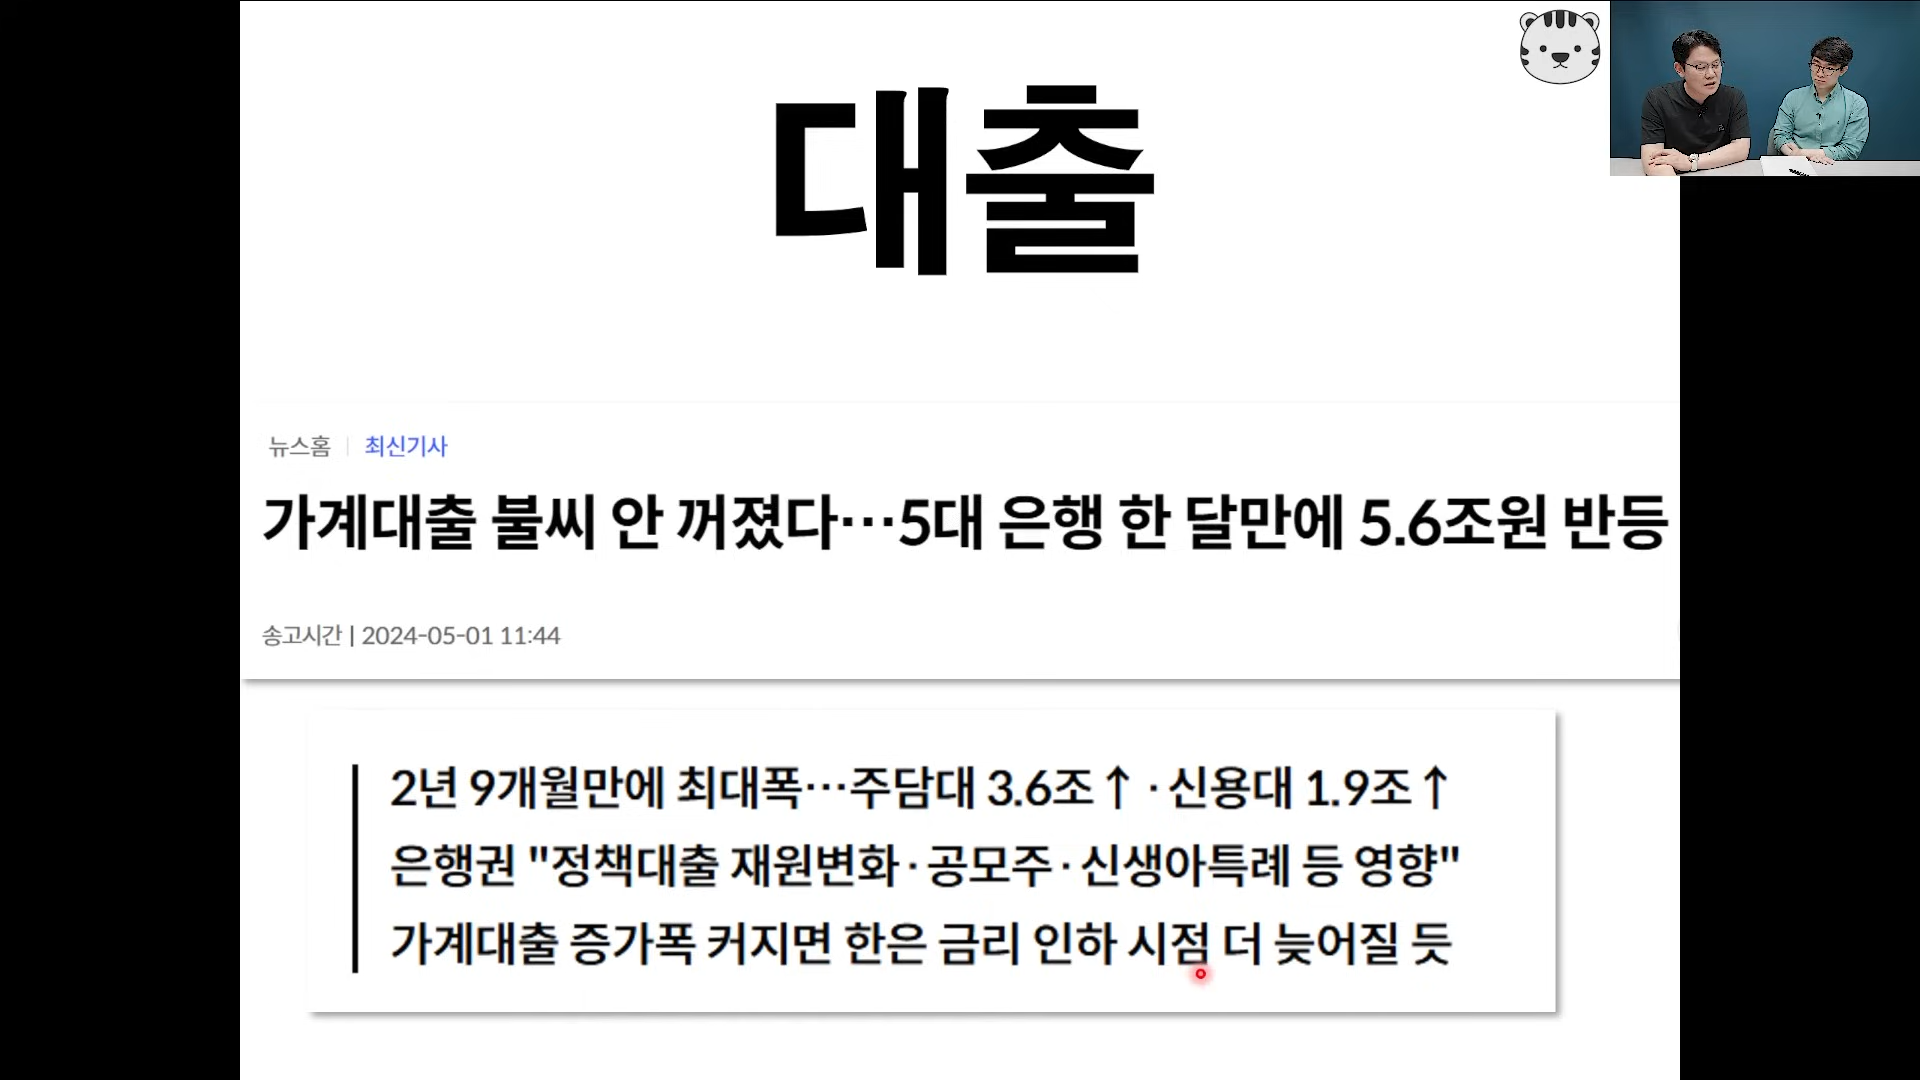 대출
뉴스홈 | 최신기사
가계대출 불씨 안 꺼졌다…5대 은행 한 달만에 5.6조원 반등
송고시간 | 2024-05-01 11:44
2년 9개월만에 최대폭…주담대 3.6조↑·신용대 1.9조↑
은행권 "정책대출 재원변화·공모주·신생아특례 등 영향"
가계대출 증가폭 커지면 한은 금리 인하 시점 더 늦어질 듯